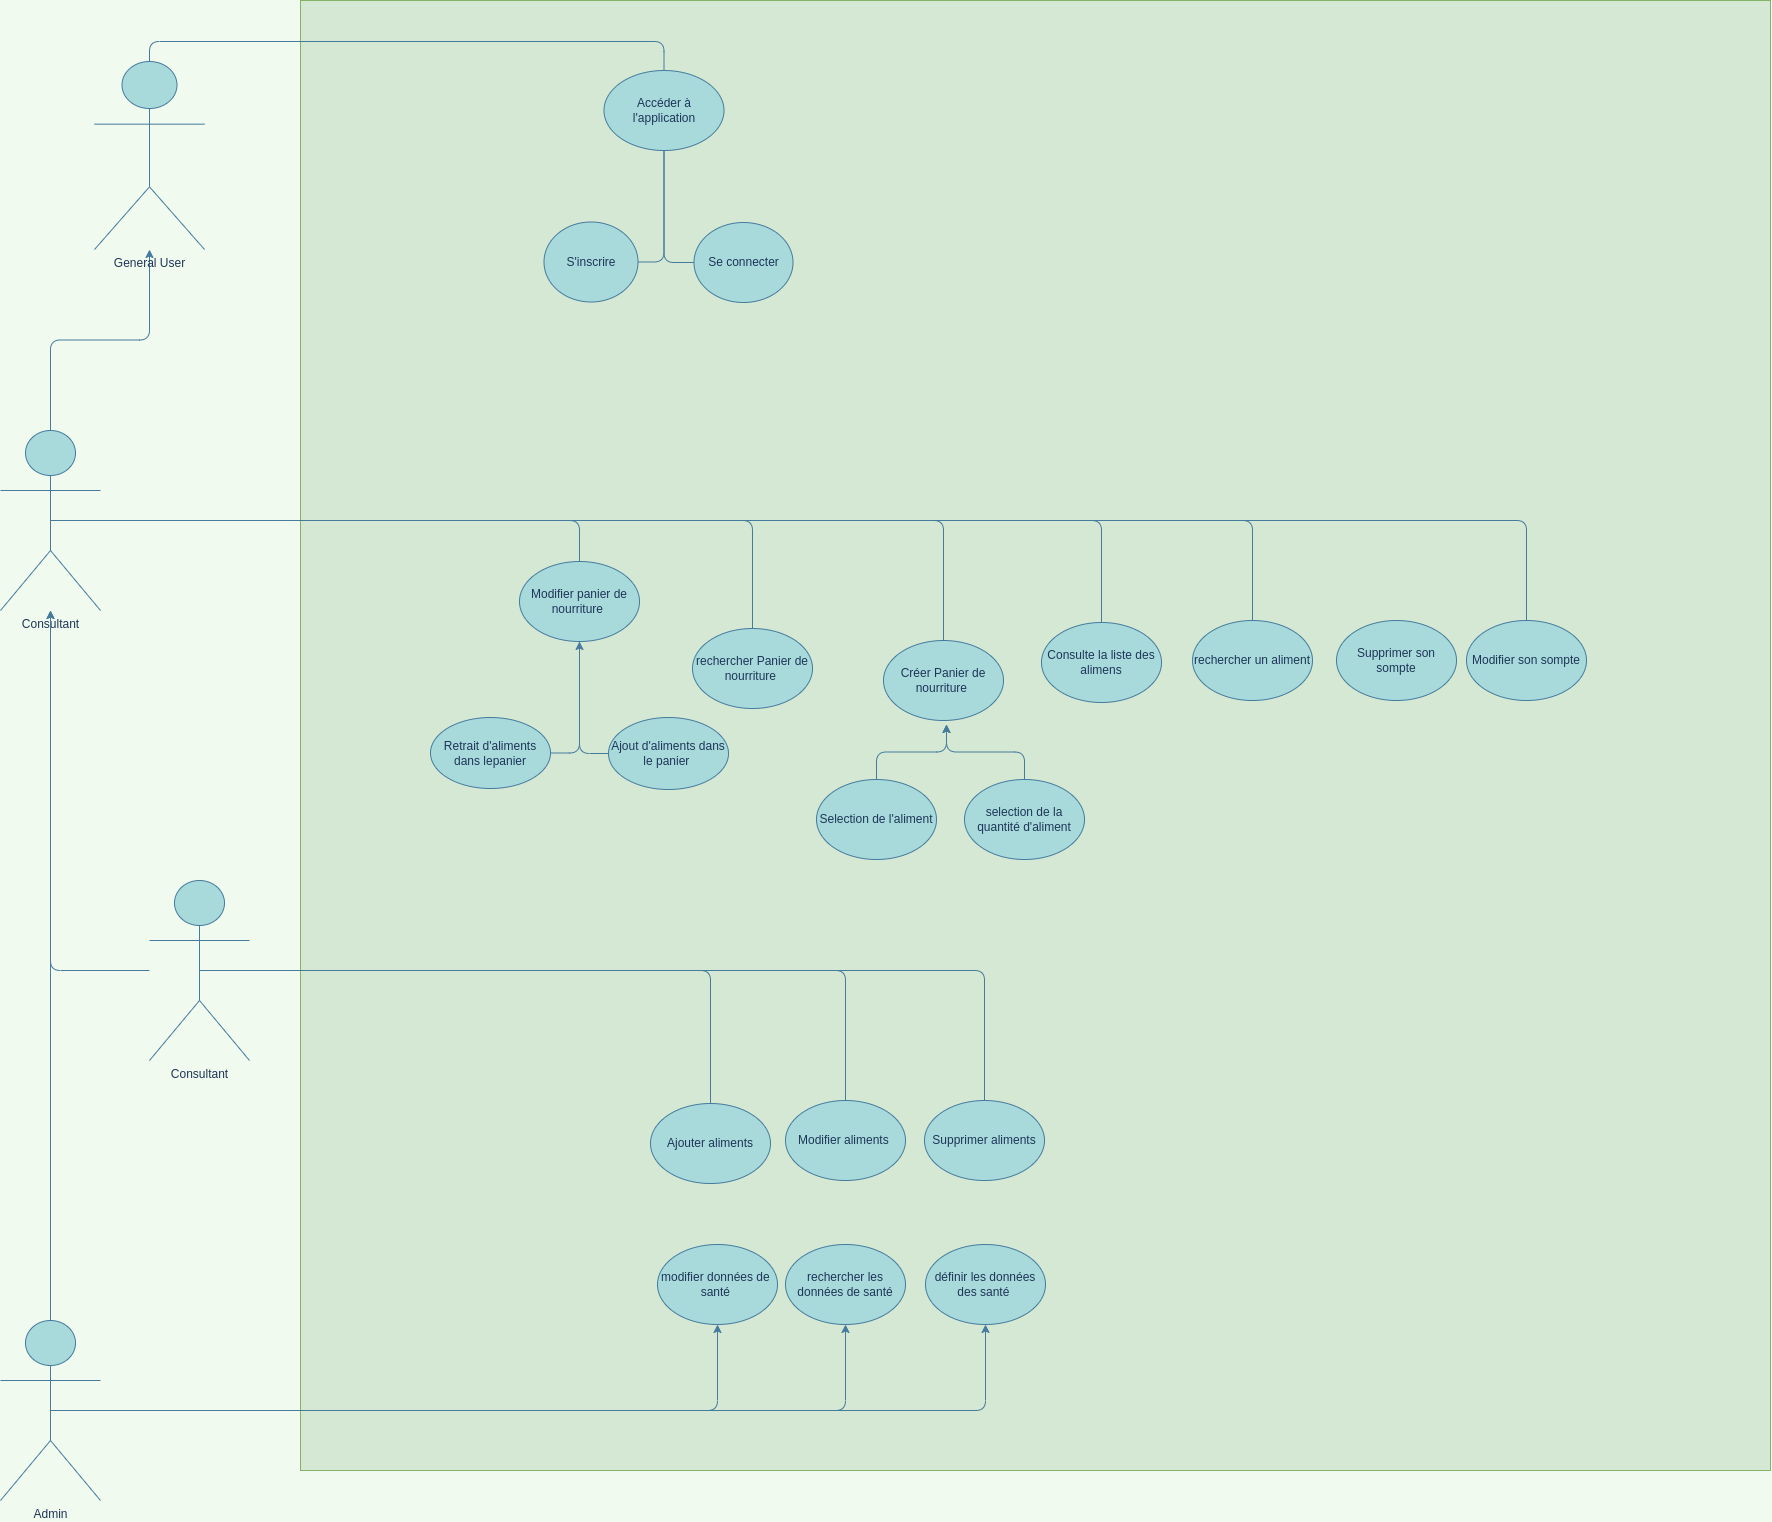 Accéder à
l'application
S'inscrire
Se connecter
General User
Consultant
Modifier panier de
nourriture
rechercher Panier de
nourriture
Créer Panier de
nourriture
Consulte la liste des
alimens
rechercher un aliment
Supprimer son
sompte
Modifier son sompte
Retrait d'aliments
dans lepanier
Ajout d'aliments dans
le panier
Selection de l'aliment
selection de la
quantité d'aliment
Consultant
Ajouter aliments
Modifier aliments
Supprimer aliments
modifier données de
santé
rechercher les
données de santé
définir les données
des santé
Admin